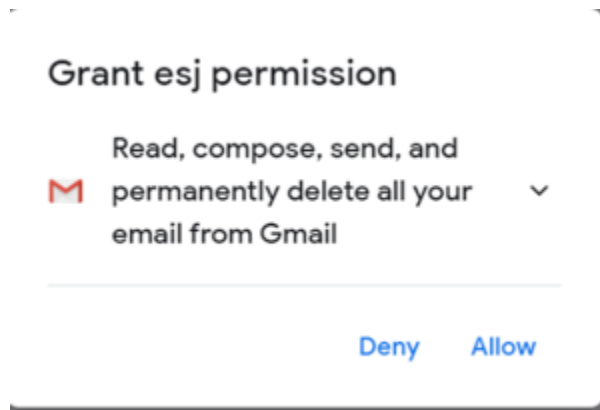 Grant esj permission
Read, compose, send, and
permanently delete all your
email from Gmail
Deny Allow